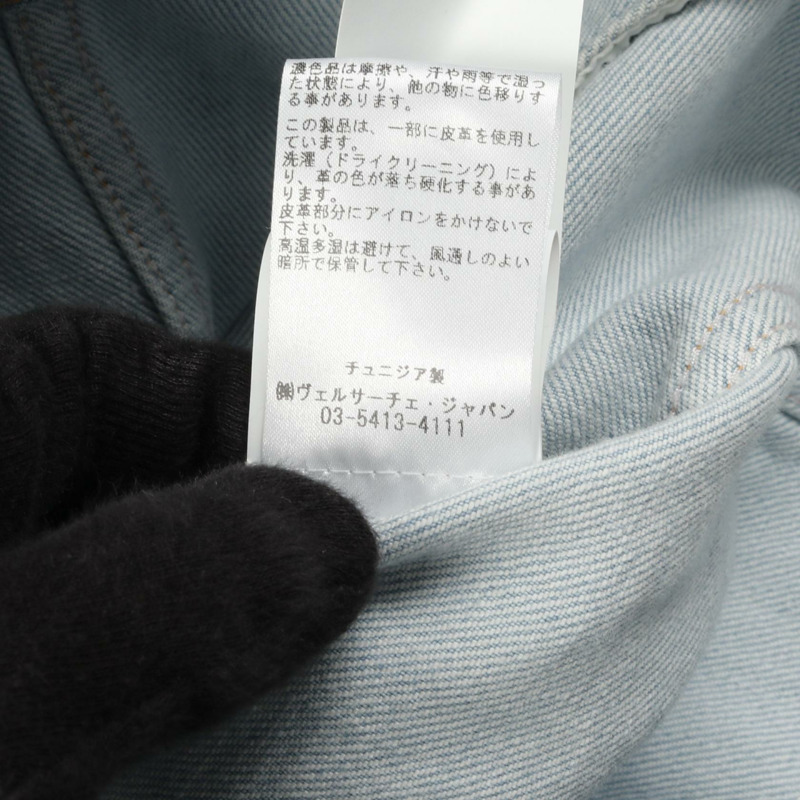 濃色品は摩擦や、汗や雨等で湿っ
た状態により、他の物に色移りす
る事があります。
この製品は、一部に皮革を使用し
ています。
洗濯（ドライクリーニング）によ
り、革の色が落ち硬化する事があ
ります。
皮革部分にアイロンをかけないで
下さい。
高湿多湿は避けて、風通しのよい
暗所で保管して下さい。
チュニジア製
㈱ヴェルサーチェ・ジャパン
03-5413-4111